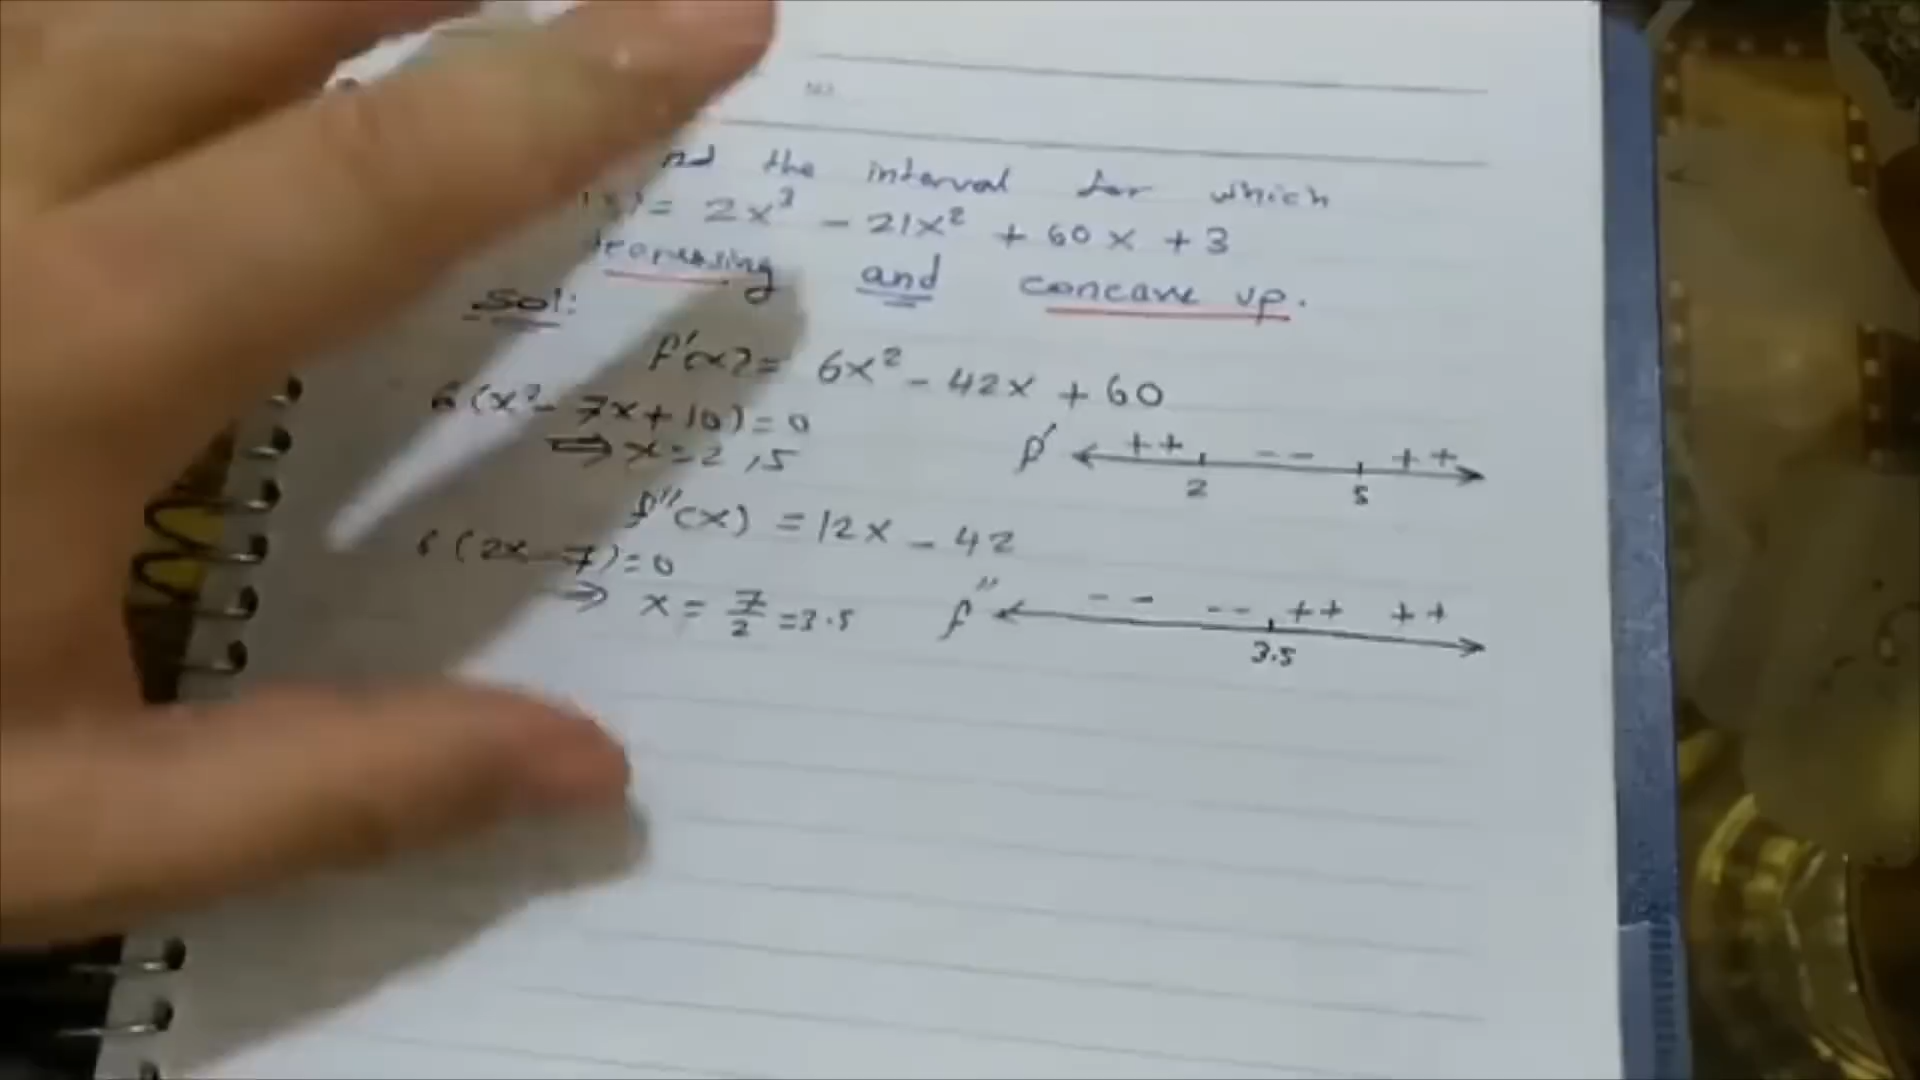 the interval for which
= 2x³ - 21x² + 60x + 3
and concave up.
Sol:
f'(x) = 6x² - 42x + 60
6(x² - 7x + 10) = 0
⇒ x = 2, 5
f' ++ -- ++
2 5
f''(x) = 12x - 42
(2x - 7) = 0
⇒ x = 7/2 = 3.5
f'' -- -- ++ ++
3.5